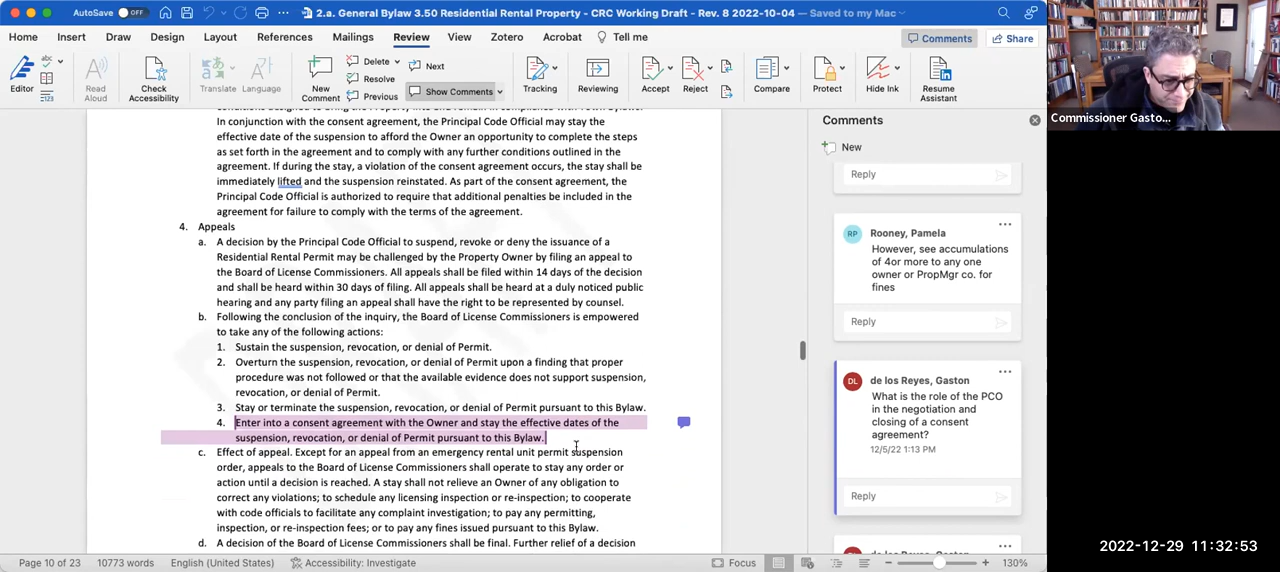 AutoSave OFF 2.a. General Bylaw 3.50 Residential Rental Property - CRC Working Draft - Rev. 8 2022-10-04 — Saved to my Mac
Home Insert Draw Design Layout References Mailings Review View Zotero Acrobat Tell me Comments Share
Editor Read Aloud Check Accessibility Translate Language New Comment Delete Resolve Previous Next Show Comments Tracking Reviewing Accept Reject Compare Protect Hide Ink Resume Assistant
Commissioner Gasto...
conditions designed to bring the Property into and remain in compliance with Town Bylaws.
In conjunction with the consent agreement, the Principal Code Official may stay the
effective date of the suspension to afford the Owner an opportunity to complete the steps
as set forth in the agreement and to comply with any further conditions outlined in the
agreement. If during the stay, a violation of the consent agreement occurs, the stay shall be
immediately lifted and the suspension reinstated. As part of the consent agreement, the
Principal Code Official is authorized to require that additional penalties be included in the
agreement for failure to comply with the terms of the agreement.
4. Appeals
a. A decision by the Principal Code Official to suspend, revoke or deny the issuance of a
Residential Rental Permit may be challenged by the Property Owner by filing an appeal to
the Board of License Commissioners. All appeals shall be filed within 14 days of the decision
and shall be heard within 30 days of filing. All appeals shall be heard at a duly noticed public
hearing and any party filing an appeal shall have the right to be represented by counsel.
b. Following the conclusion of the inquiry, the Board of License Commissioners is empowered
to take any of the following actions:
1. Sustain the suspension, revocation, or denial of Permit.
2. Overturn the suspension, revocation, or denial of Permit upon a finding that proper
procedure was not followed or that the available evidence does not support suspension,
revocation, or denial of Permit.
3. Stay or terminate the suspension, revocation, or denial of Permit pursuant to this Bylaw.
4. Enter into a consent agreement with the Owner and stay the effective dates of the
suspension, revocation, or denial of Permit pursuant to this Bylaw.
c. Effect of appeal. Except for an appeal from an emergency rental unit permit suspension
order, appeals to the Board of License Commissioners shall operate to stay any order or
action until a decision is reached. A stay shall not relieve an Owner of any obligation to
correct any violations; to schedule any licensing inspection or re-inspection; to cooperate
with code officials to facilitate any complaint investigation; to pay any permitting,
inspection, or re-inspection fees; or to pay any fines issued pursuant to this Bylaw.
d. A decision of the Board of License Commissioners shall be final. Further relief of a decision
Comments
New
Reply
RP Rooney, Pamela
However, see accumulations
of 4or more to any one
owner or PropMgr co. for
fines
Reply
DL de los Reyes, Gaston
What is the role of the PCO
in the negotiation and
closing of a consent
agreement?
12/5/22 1:13 PM
Reply
de los Reyes, Gaston
2022-12-29 11:32:53
Page 10 of 23 10773 words English (United States) Accessibility: Investigate Focus 130%